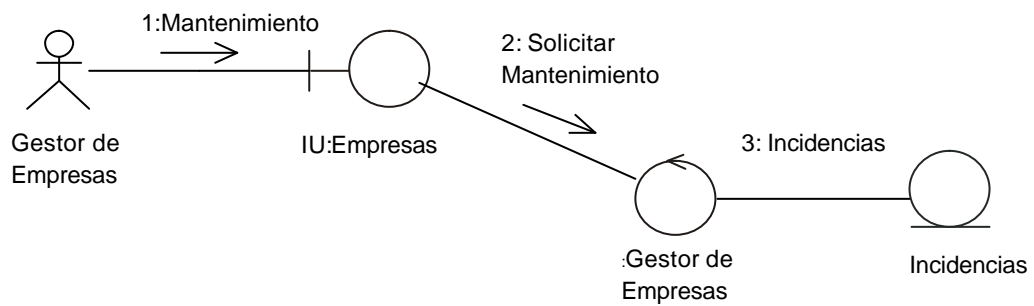 1:Mantenimiento
2: Solicitar
Mantenimiento
Gestor de
Empresas
IU:Empresas
3: Incidencias
:Gestor de
Empresas
Incidencias